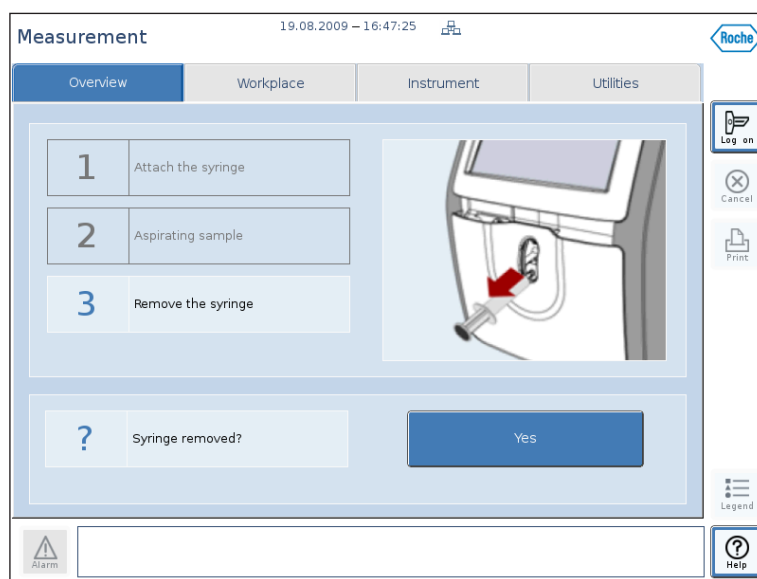 Measurement
19.08.2009 – 16:47:25
Roche
Overview
Workplace
Instrument
Utilities
1 Attach the syringe
2 Aspirating sample
3 Remove the syringe
? Syringe removed?
Yes
Log on
Cancel
Print
Legend
Alarm
? Help